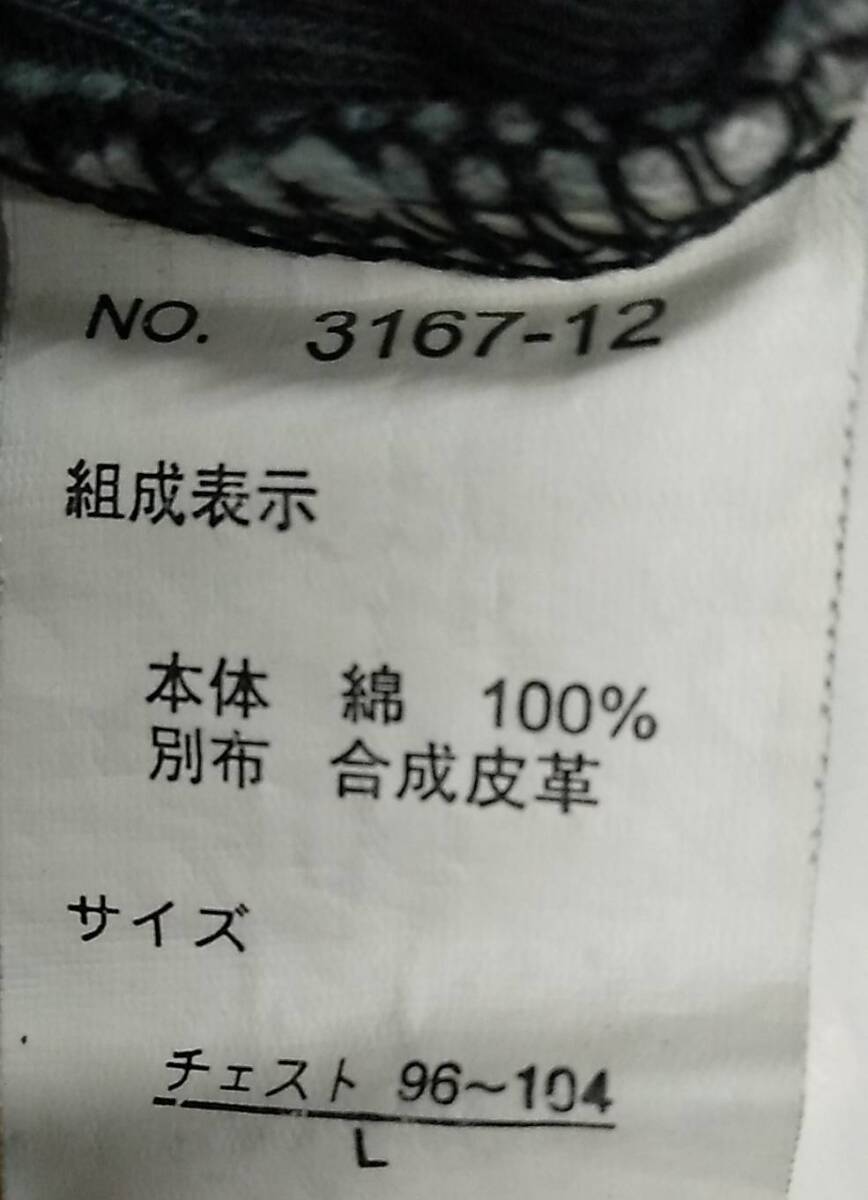 NO. 3167-12
組成表示
本体 綿 100%
別布 合成皮革
サイズ
チェスト 96~104
L